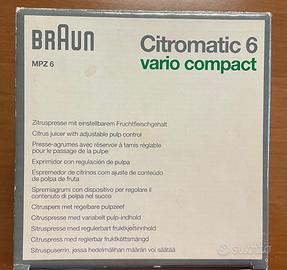 BRAUN
MPZ 6
Citromatic 6
vario compact
Zitruspresse mit einstellbarem Fruchtfleischgehalt
Citrus juicer with adjustable pulp control
Presse-agrumes avec réservoir à tamis réglable
pour le passage de la pulpe
Exprimidor con regulación de pulpa
Espremedor de citrinos com ajuste de conteúdo
de polpa de fruta
Spremiagrumi con dispositivo per regolare il
contenuto di polpa nel succo
Citruspers met regelbare pulpzeef
Citruspresse med variabelt pulp-indhold
Sitruspresse med regulerbart fruktkjøttinnhold
Citruspress med reglerbar fruktköttsmängd
Sitruspuserrin, jossa hedelmälihan määrän voi säätää
subito